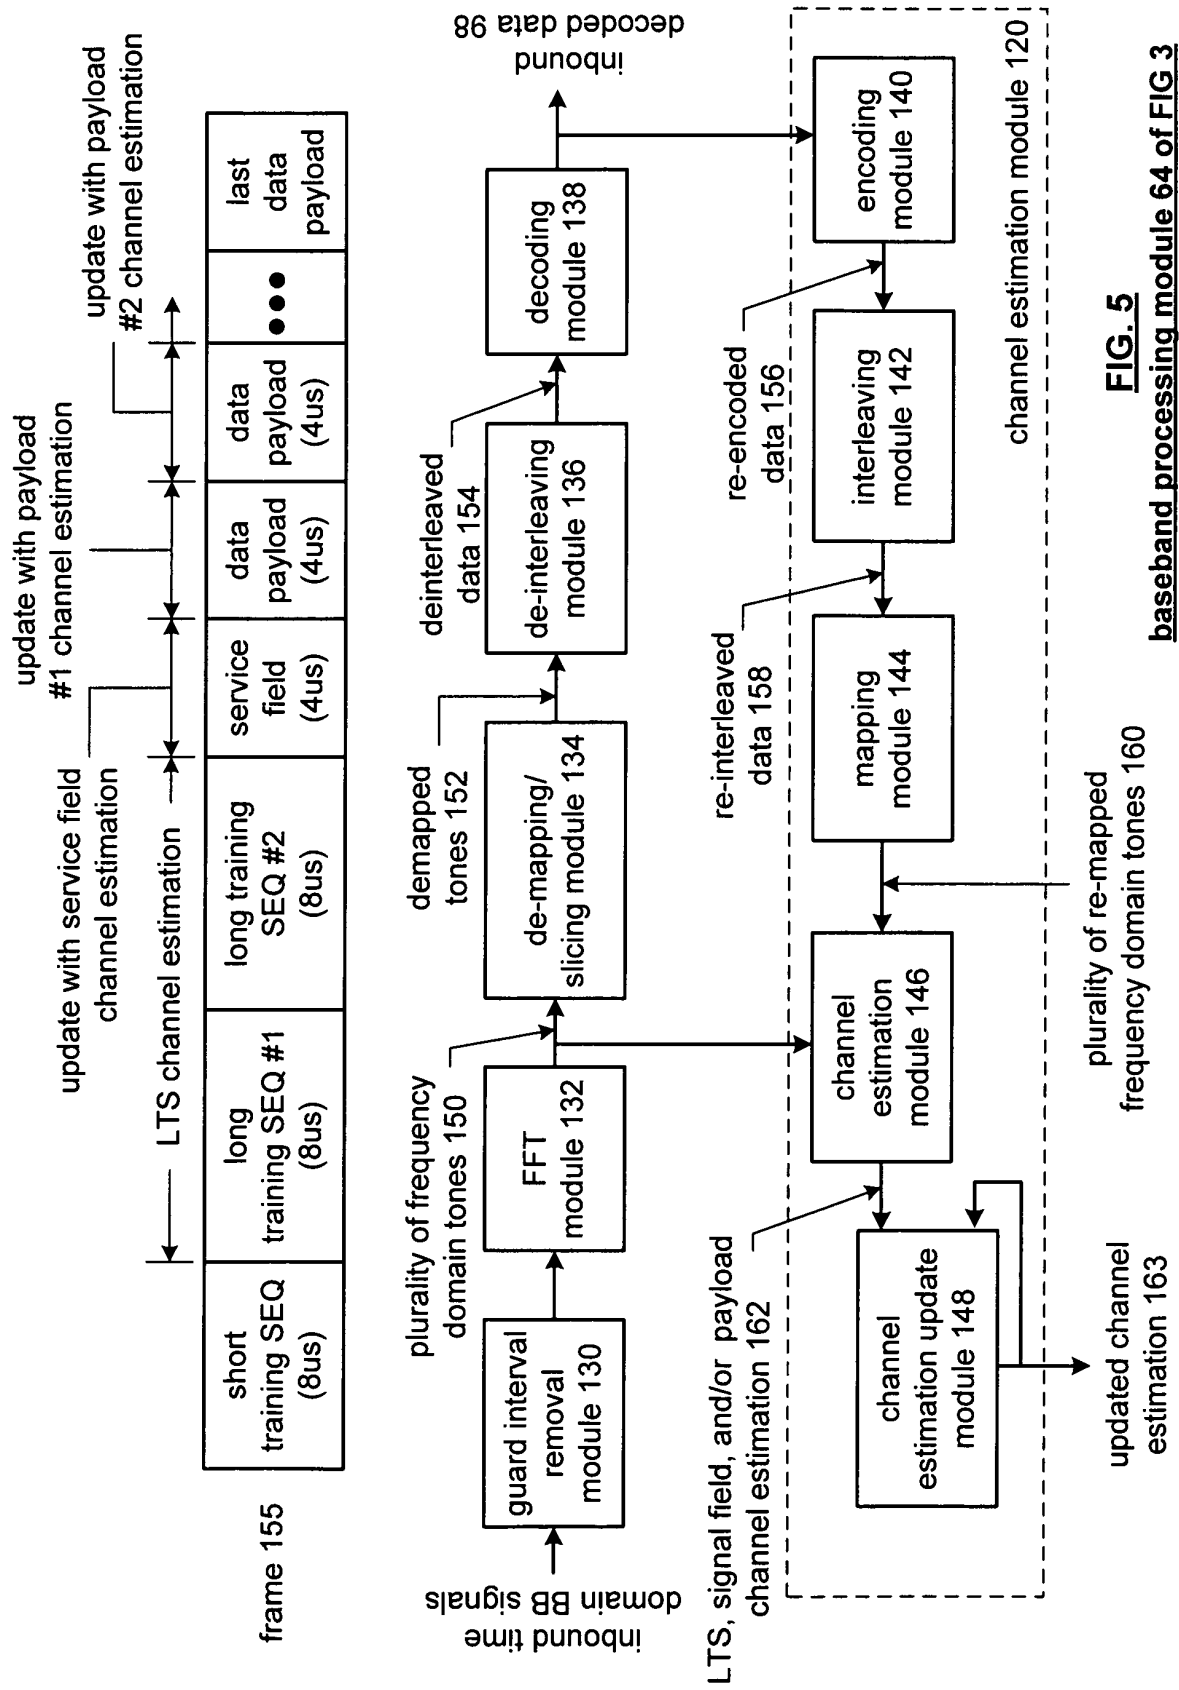 update with service field
channel estimation
update with payload
#1 channel estimation
update with payload
#2 channel estimation
LTS channel estimation
frame 155
short
training SEQ
(8us)
long
training SEQ #1
(8us)
long training
SEQ #2
(8us)
service
field
(4us)
data
payload
(4us)
data
payload
(4us)
last
data
payload
inbound time
domain BB signals
guard interval
removal
module 130
FFT
module 132
plurality of frequency
domain tones 150
de-mapping/
slicing module 134
demapped
tones 152
de-interleaving
module 136
deinterleaved
data 154
decoding
module 138
inbound
decoded data 98
encoding
module 140
re-encoded
data 156
interleaving
module 142
re-interleaved
data 158
mapping
module 144
plurality of re-mapped
frequency domain tones 160
channel
estimation
module 146
LTS, signal field, and/or payload
channel estimation 162
channel
estimation update
module 148
updated channel
estimation 163
channel estimation module 120
FIG. 5
baseband processing module 64 of FIG 3